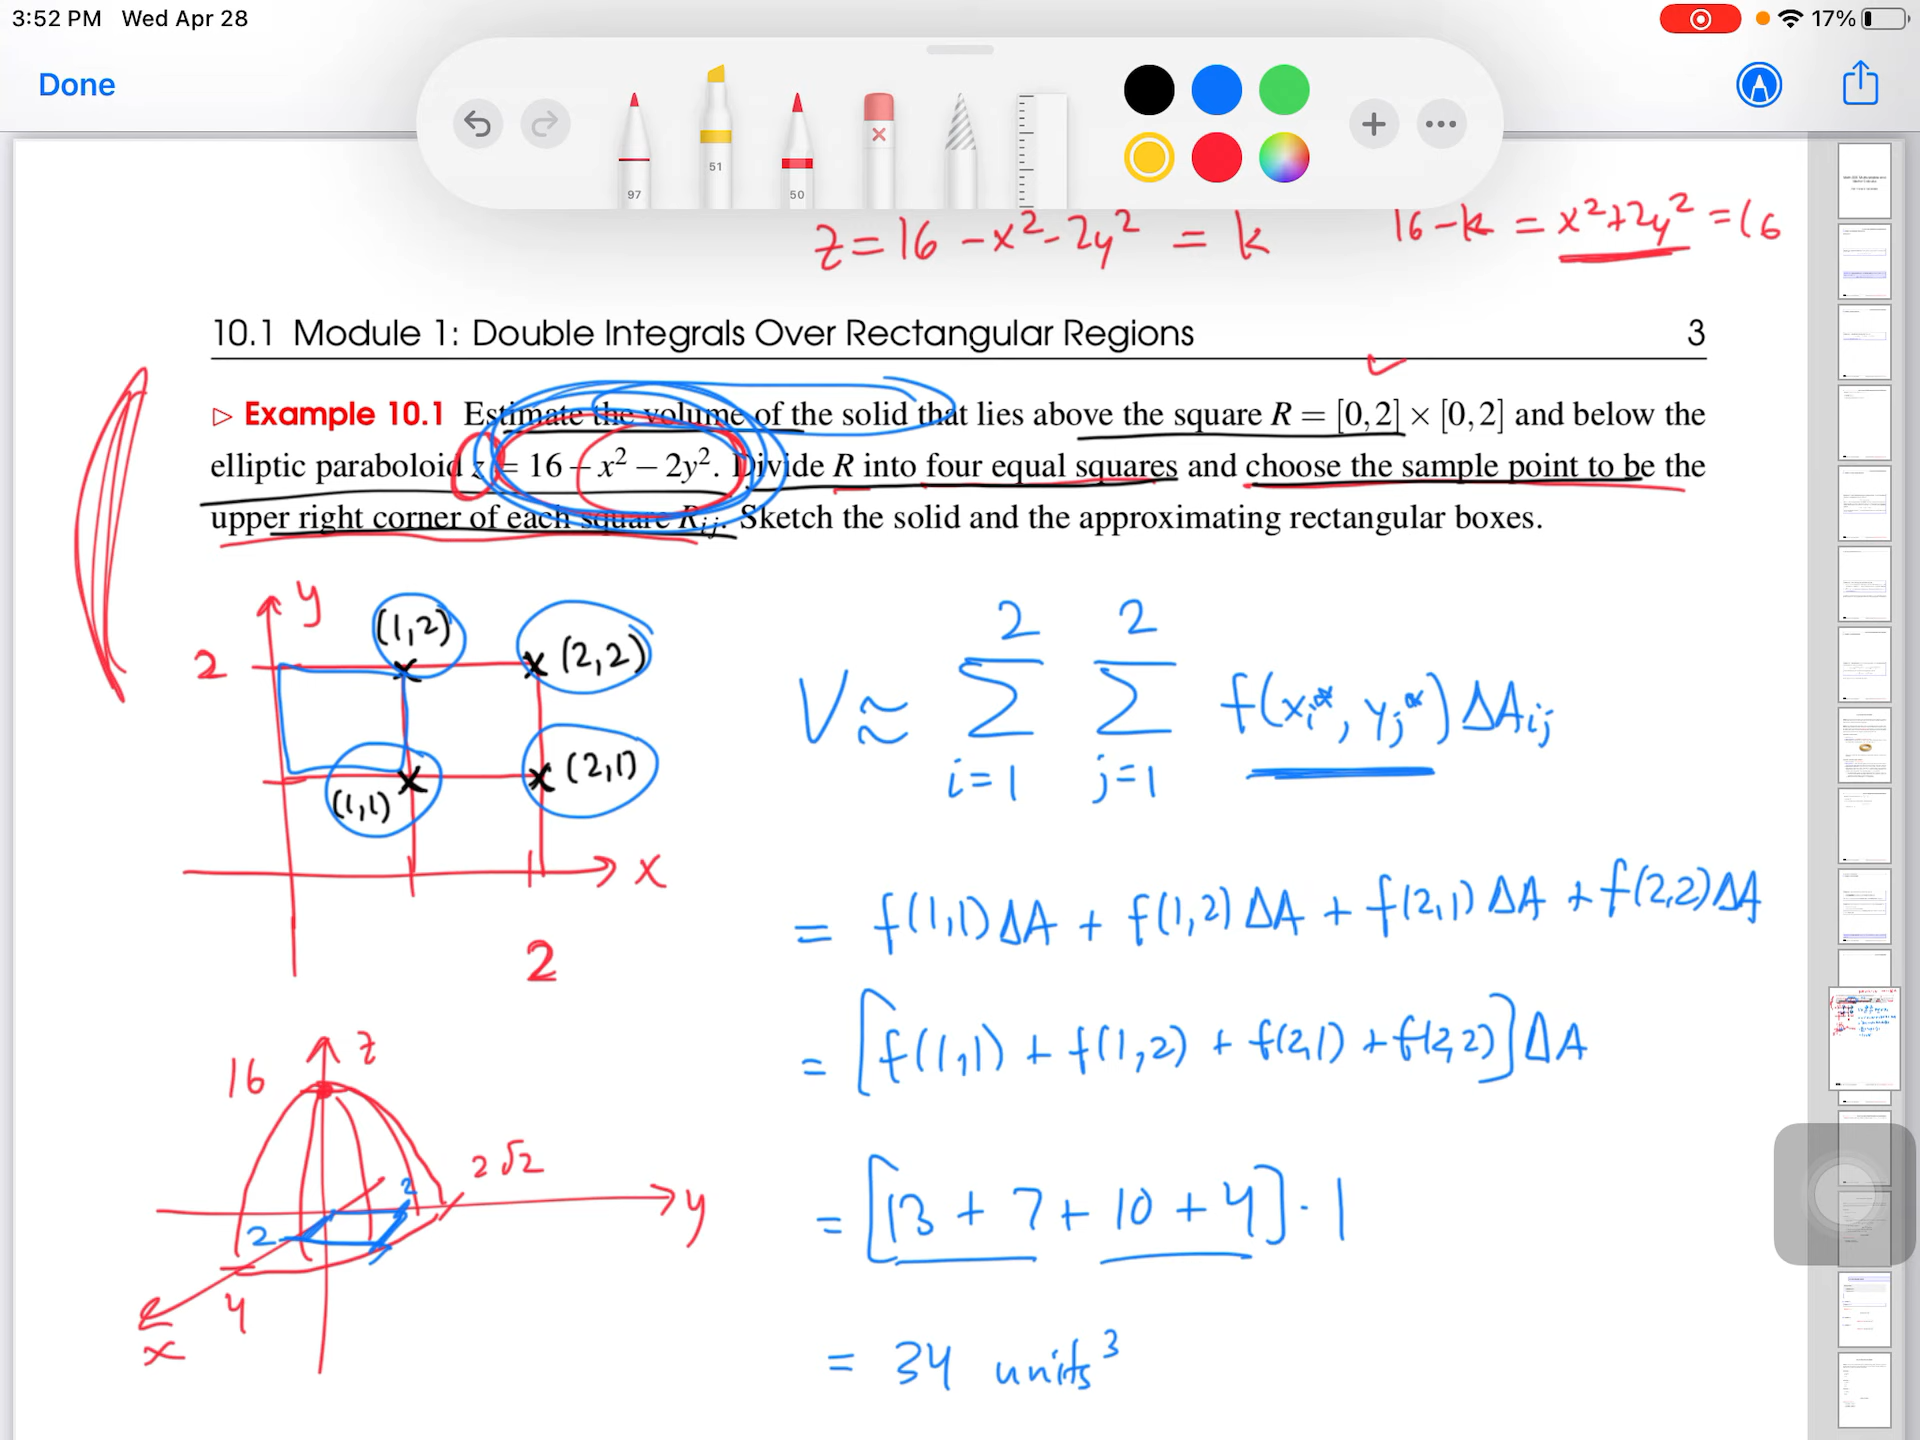 3:52 PM Wed Apr 28
17%
Done
97
51
50
z = 16 - x² - 2y² = k
16 - k = x² + 2y² = 16
10.1 Module 1: Double Integrals Over Rectangular Regions 3
▷ Example 10.1 Estimate the volume of the solid that lies above the square R = [0,2] × [0,2] and below the
elliptic paraboloid z = 16 − x² − 2y². Divide R into four equal squares and choose the sample point to be the
upper right corner of each square Rᵢⱼ. Sketch the solid and the approximating rectangular boxes.
y
(1,2)
(2,2)
2
(2,1)
(1,1)
x
2
V ≈ 2 Σ i=1 2 Σ j=1 f(xᵢ*, yⱼ*) ΔAᵢⱼ
= f(1,1) ΔA + f(1,2) ΔA + f(2,1) ΔA + f(2,2) ΔA
= [f(1,1) + f(1,2) + f(2,1) + f(2,2)] ΔA
= [13 + 7 + 10 + 4] · 1
= 34 units³
z
16
2√2
2
y
2
4
x